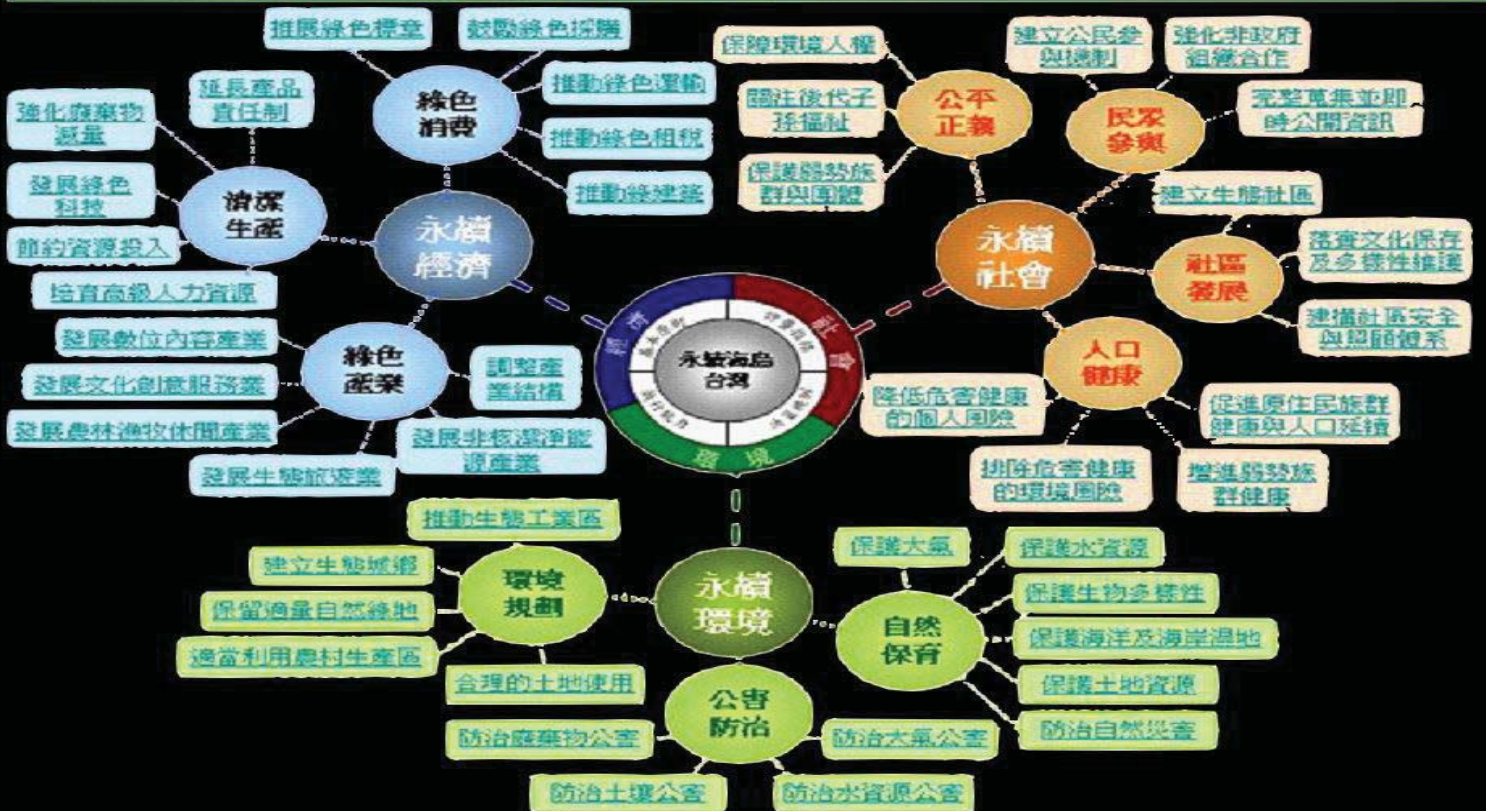 推展綠色標章
鼓勵綠色採購
綠色
消費
推動綠色運輸
推動綠色租稅
推動綠建築
延長產品
責任制
強化廢棄物
減量
發展綠色
科技
節約資源投入
培育高級人力資源
清潔
生產
永續
經濟
發展數位內容產業
發展文化創意服務業
發展農林漁牧休閒產業
發展生態旅遊業
綠色
產業
調整產
業結構
發展非核潔淨能
源產業
保障環境人權
關注後代子
孫福祉
保護弱勢族
群與團體
公平
正義
建立公民參
與機制
強化非政府
組織合作
完整蒐集並即
時公開資訊
民眾
參與
永續
社會
建立生態社區
落實文化保存
及多樣性維護
建構社區安全
與照顧體系
社區
發展
人口
健康
降低危害健康
的個人風險
排除危害健康
的環境風險
促進原住民族群
健康與人口延續
增進弱勢族
群健康
經濟
社會
環境
永續海島
台灣
推動生態工業區
建立生態城鄉
保留適量自然綠地
適當利用農村生產區
合理的土地使用
環境
規劃
永續
環境
保護大氣
保護水資源
保護生物多樣性
保護海洋及海岸濕地
保護土地資源
防治自然災害
自然
保育
公害
防治
防治廢棄物公害
防治大氣公害
防治土壤公害
防治水資源公害